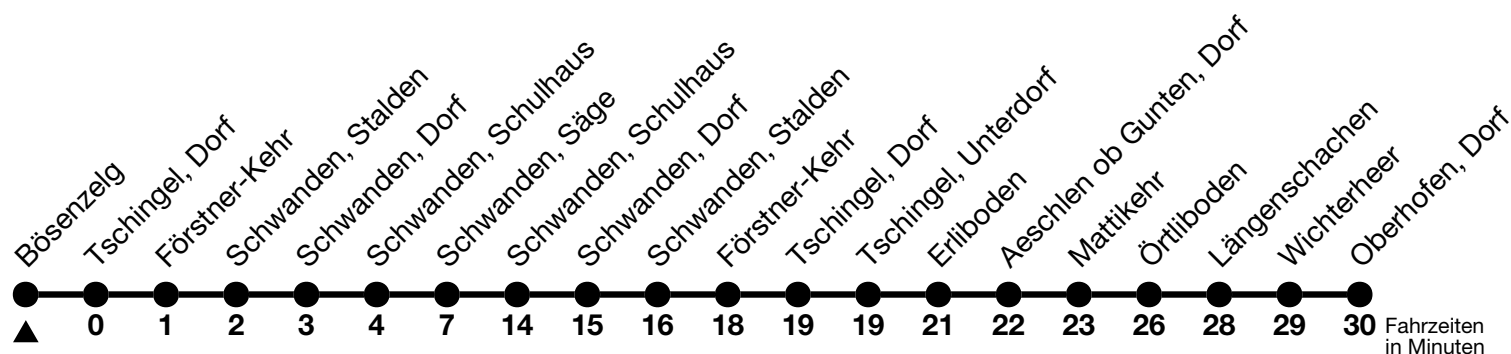 Bösenzelg
Tschingel, Dorf
Förstner-Kehr
Schwanden, Stalden
Schwanden, Dorf
Schwanden, Schulhaus
Schwanden, Säge
Schwanden, Schulhaus
Schwanden, Dorf
Schwanden, Stalden
Förstner-Kehr
Tschingel, Dorf
Tschingel, Unterdorf
Erliboden
Aeschlen ob Gunten, Dorf
Mattikehr
Örtliboden
Längenschachen
Wichterheer
Oberhofen, Dorf
0 1 2 3 4 7 14 15 16 18 19 19 21 22 23 26 28 29 30 Fahrzeiten
in Minuten